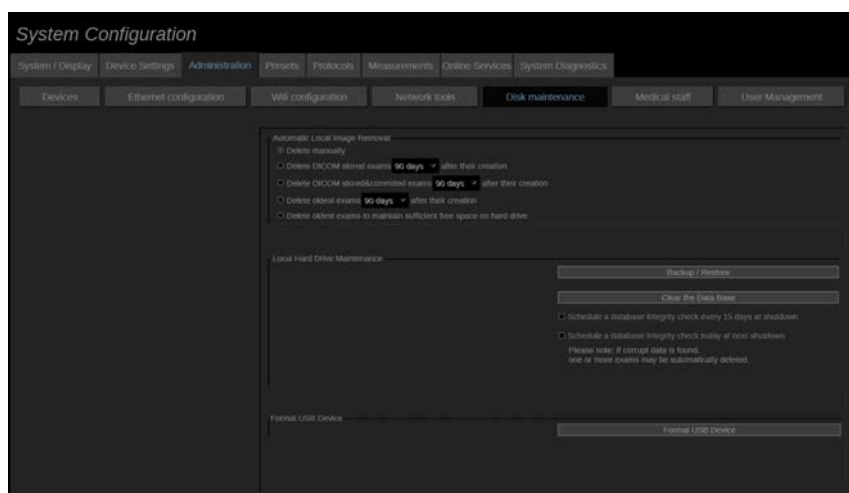 System Configuration
System / Display Device Settings Administration Presets Protocols Measurements Online Services System Diagnostics
Devices Ethernet configuration Wifi configuration Network tools Disk maintenance Medical staff User Management
Automatic Local Image Removal
Delete manually
Delete DICOM stored exams 90 days after their creation
Delete DICOM stored&commited exams 90 days after their creation
Delete oldest exams 90 days after their creation
Delete oldest exams to maintain sufficient free space on hard drive
Local Hard Drive Maintenance
Backup / Restore
Clear the Data Base
Schedule a database integrity check every 15 days at shutdown
Schedule a database integrity check today at next shutdown
Please note: If corrupt data is found,
one or more exams may be automatically deleted.
Format USB Device
Format USB Device